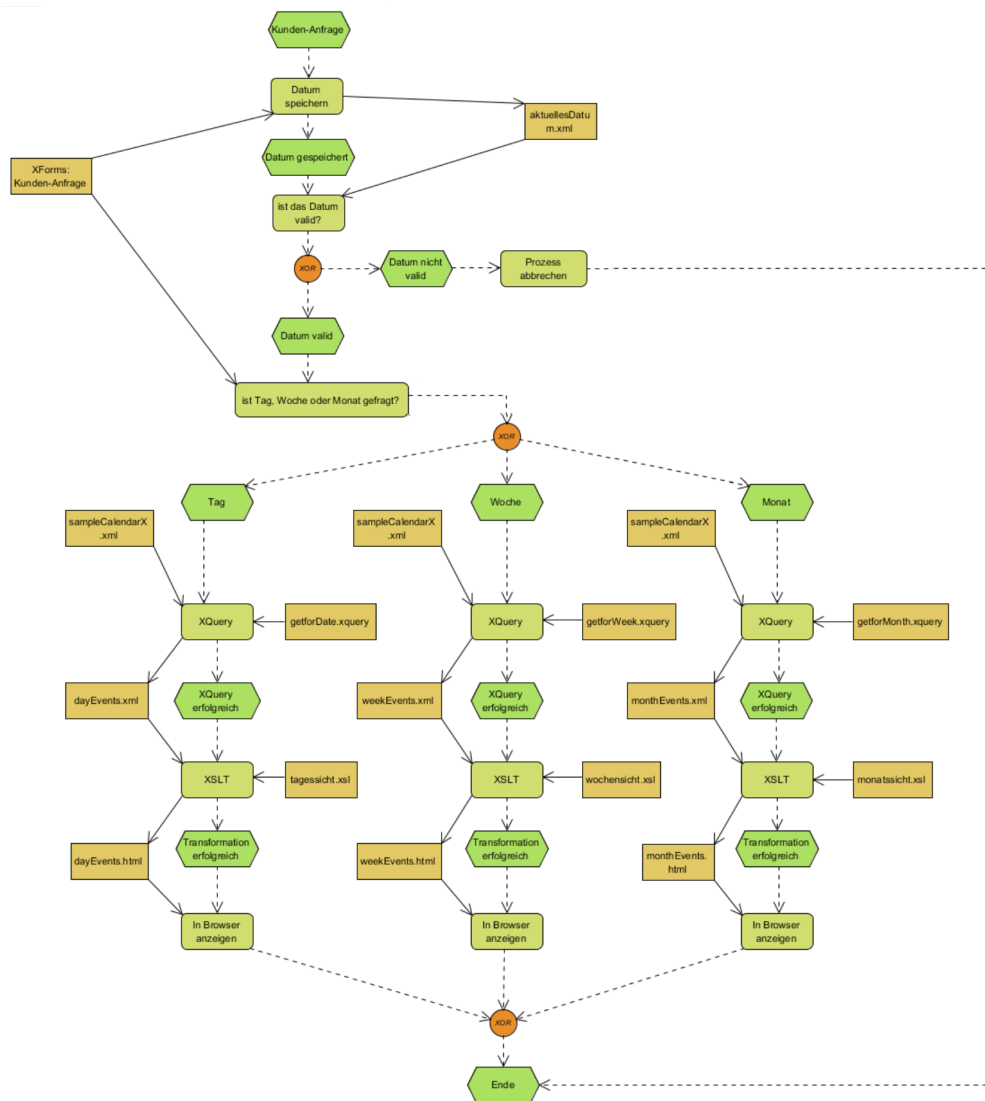 Kunden-Anfrage
Datum
speichern
aktuellesDatu
m.xml
Datum gespeichert
XForms:
Kunden-Anfrage
ist das Datum
valid?
XOR
Datum nicht
valid
Prozess
abbrechen
Datum valid
ist Tag, Woche oder Monat gefragt?
XOR
Tag
Woche
Monat
sampleCalendarX
.xml
sampleCalendarX
.xml
sampleCalendarX
.xml
XQuery
getforDate.xquery
XQuery
getforWeek.xquery
XQuery
getforMonth.xquery
dayEvents.xml
XQuery
erfolgreich
weekEvents.xml
XQuery
erfolgreich
monthEvents.xml
XQuery
erfolgreich
XSLT
tagessicht.xsl
XSLT
wochensicht.xsl
XSLT
monatssicht.xsl
dayEvents.html
Transformation
erfolgreich
weekEvents.html
Transformation
erfolgreich
monthEvents.
html
Transformation
erfolgreich
In Browser
anzeigen
In Browser
anzeigen
In Browser
anzeigen
XOR
Ende